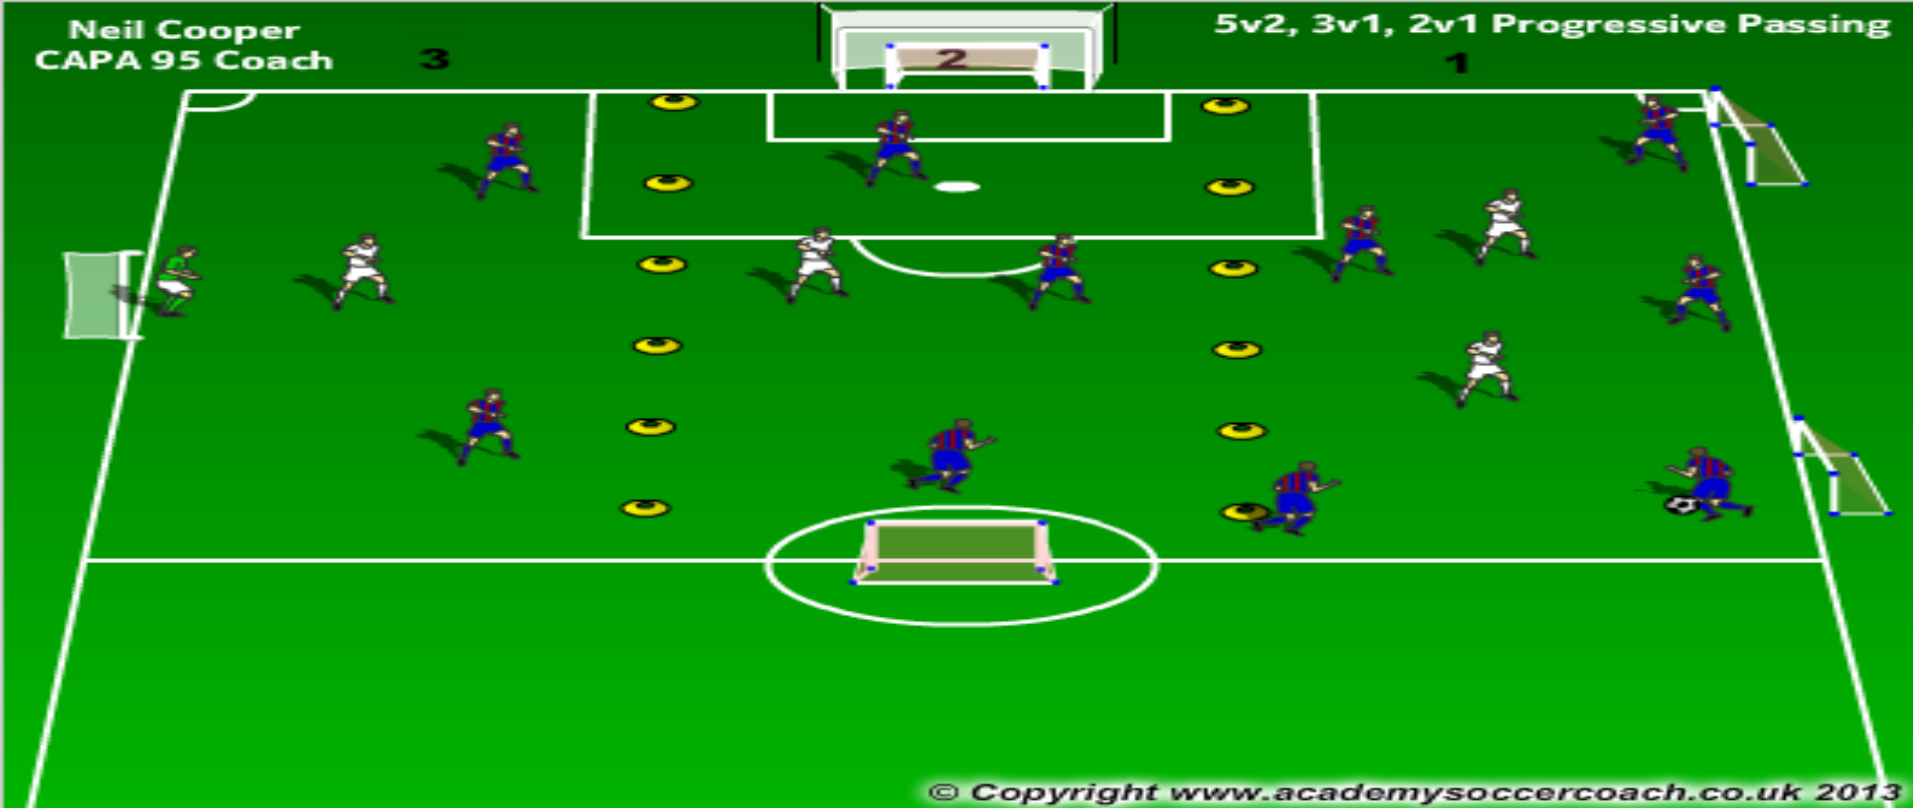 Neil Cooper
CAPA 95 Coach
5v2, 3v1, 2v1 Progressive Passing
3
2
1
© Copyright www.academysoccercoach.co.uk 2013